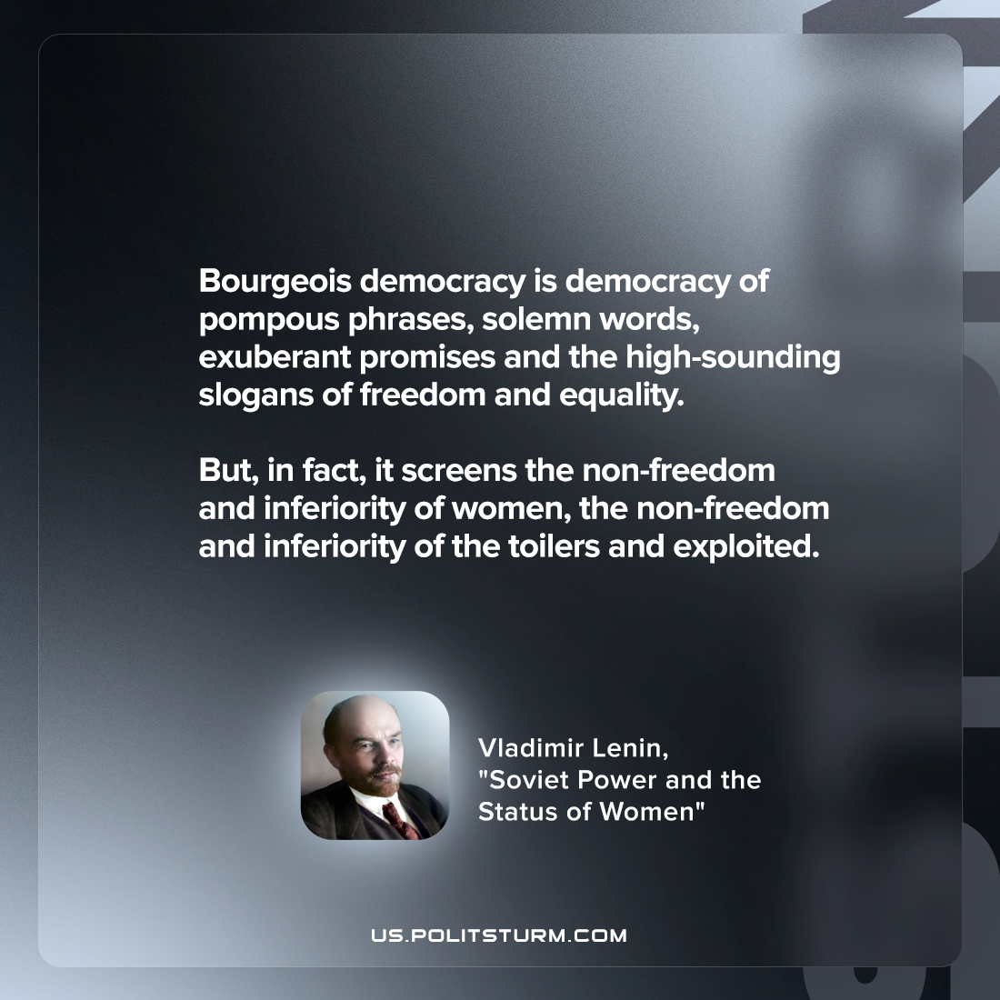 Bourgeois democracy is democracy of
pompous phrases, solemn words,
exuberant promises and the high-sounding
slogans of freedom and equality.
But, in fact, it screens the non-freedom
and inferiority of women, the non-freedom
and inferiority of the toilers and exploited.
Vladimir Lenin,
"Soviet Power and the
Status of Women"
US.POLITSTURM.COM